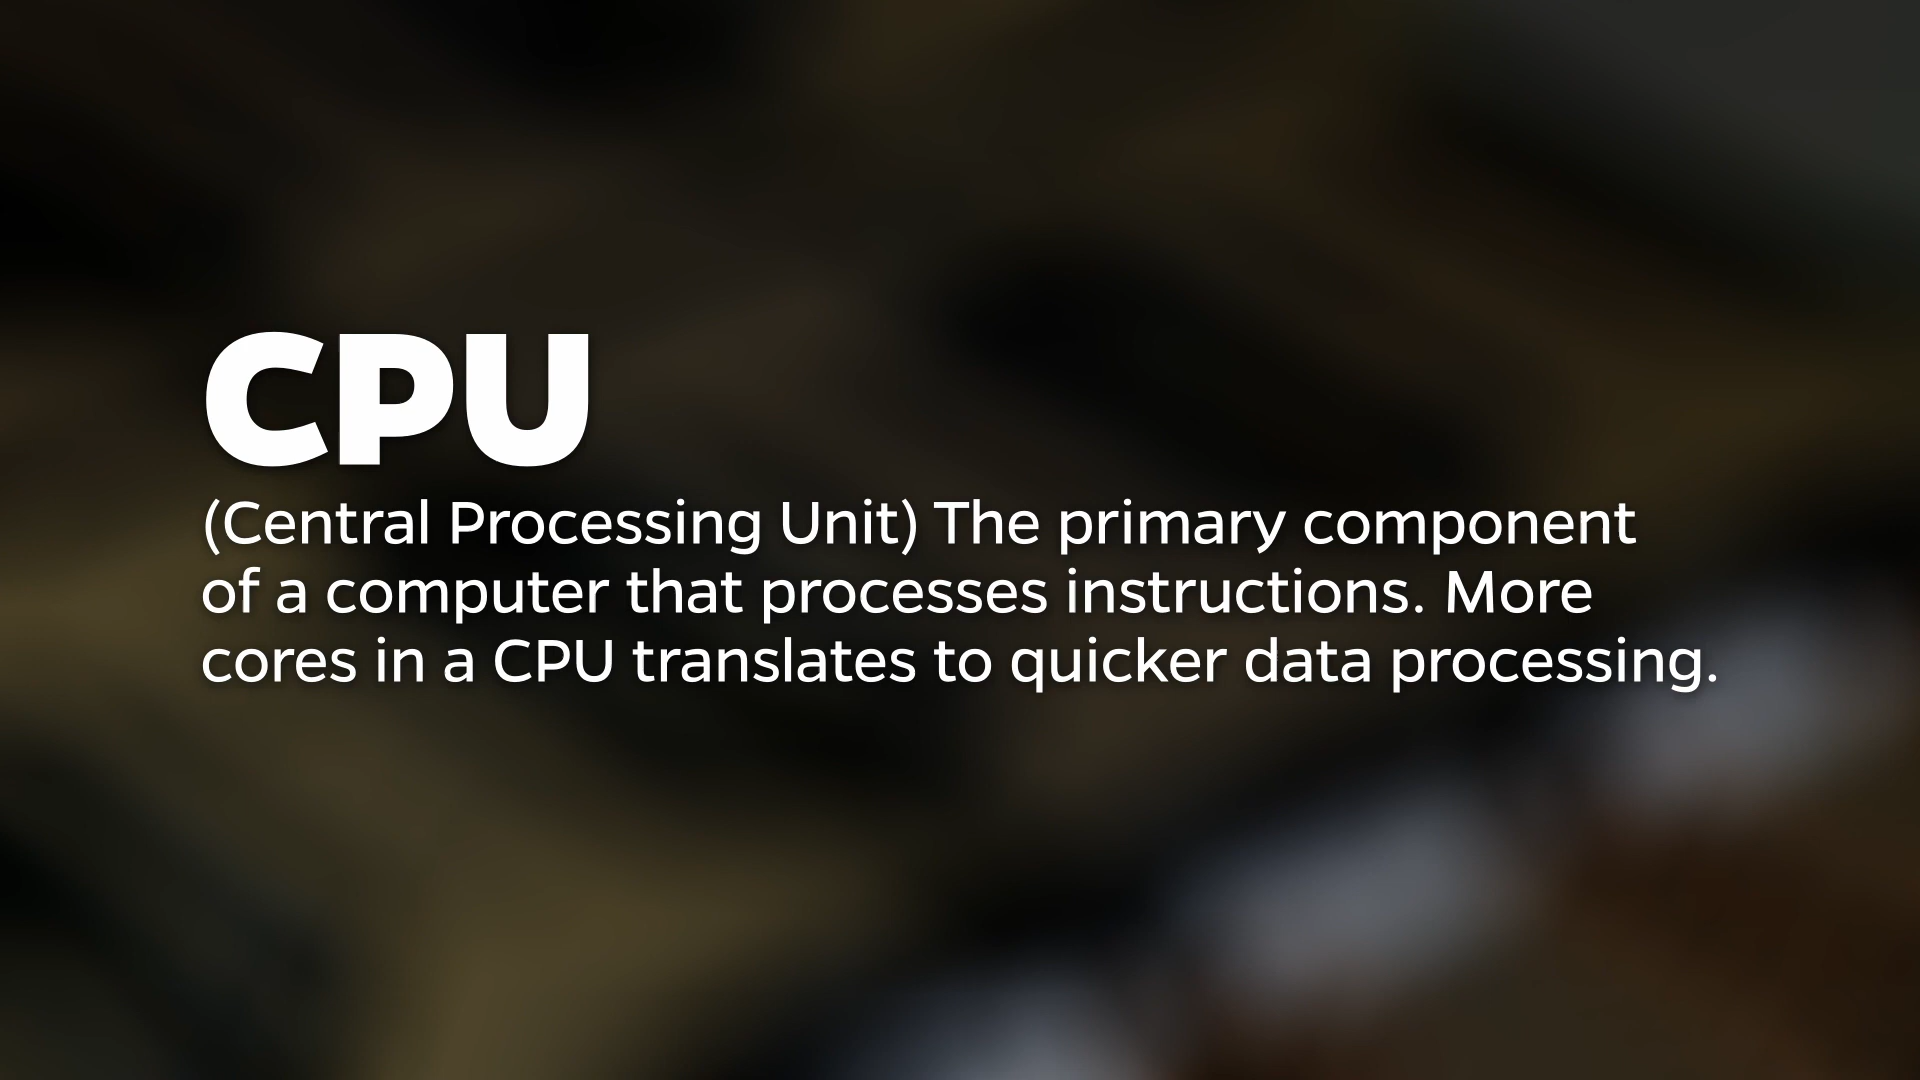 CPU
(Central Processing Unit) The primary component
of a computer that processes instructions. More
cores in a CPU translates to quicker data processing.